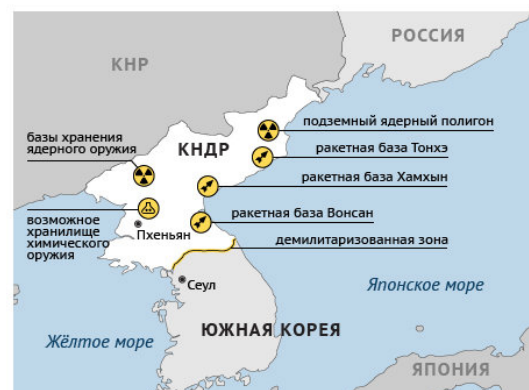 РОССИЯ
КНР
подземный ядерный полигон
базы хранения
ядерного оружия
КНДР
ракетная база Тонхэ
ракетная база Хамхын
возможное
хранилище
химического
оружия
ракетная база Вонсан
Пхеньян
демилитаризованная зона
Сеул
Японское море
ЮЖНАЯ КОРЕЯ
Жёлтое море
ЯПОНИЯ